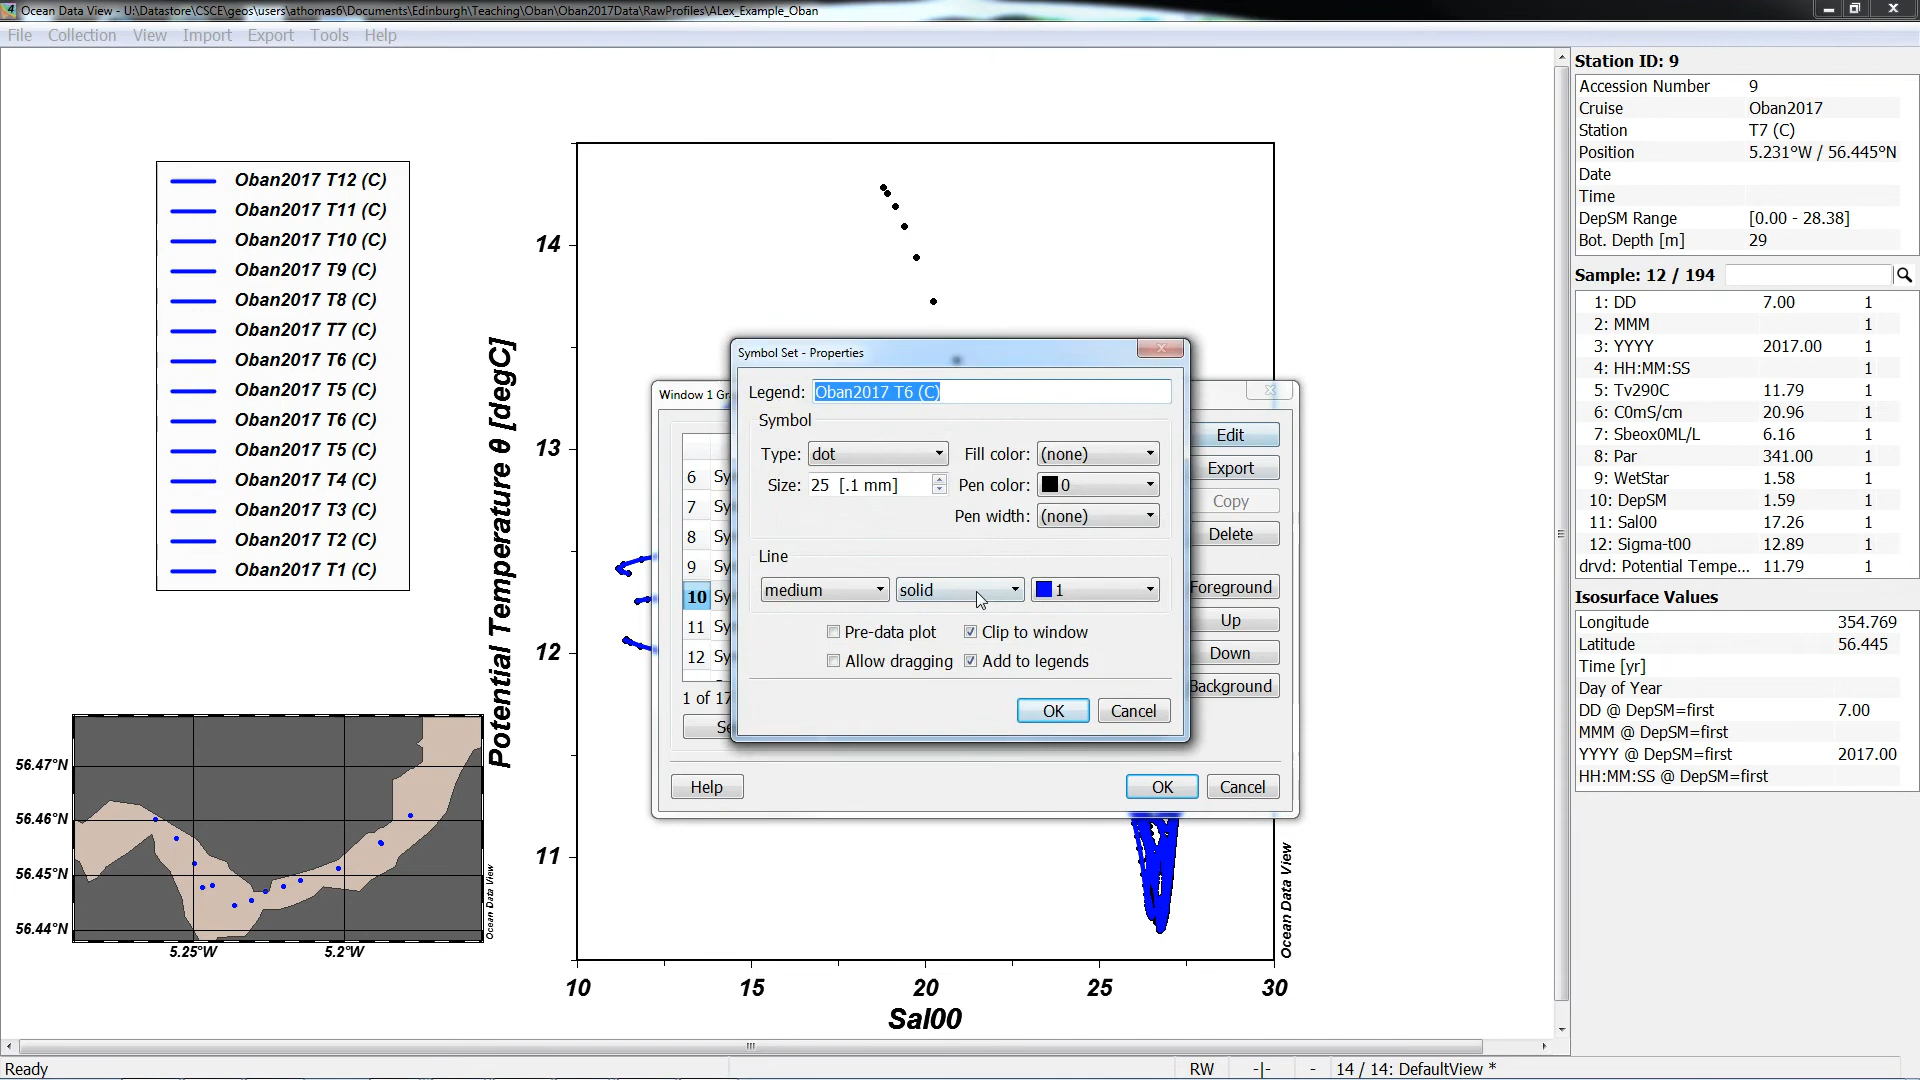 Ocean Data View - U:\Datastore\CSCE\geos\users\athomas6\Documents\Edinburgh\Teaching\Oban\Oban2017Data\RawProfiles\ALex_Example_Oban
File Collection View Import Export Tools Help
Oban2017 T12 (C)
Oban2017 T11 (C)
Oban2017 T10 (C)
Oban2017 T9 (C)
Oban2017 T8 (C)
Oban2017 T7 (C)
Oban2017 T6 (C)
Oban2017 T5 (C)
Oban2017 T6 (C)
Oban2017 T5 (C)
Oban2017 T4 (C)
Oban2017 T3 (C)
Oban2017 T2 (C)
Oban2017 T1 (C)
56.47°N
56.46°N
56.45°N
56.44°N
5.25°W 5.2°W
Ocean Data View
Potential Temperature θ [degC]
14
13
12
11
10 15 20 25 30
Sal00
Ocean Data View
Window 1 Gr
6 Sy
7 Sy
8 Sy
9 Sy
10 Sy
11 Sy
12 Sy
1 of 17
Se
Edit
Export
Copy
Delete
Foreground
Up
Down
Background
Help OK Cancel
Symbol Set - Properties
Legend: Oban2017 T6 (C)
Symbol
Type: dot Fill color: (none)
Size: 25 [.1 mm] Pen color: 0
Pen width: (none)
Line
medium solid 1
Pre-data plot Clip to window
Allow dragging Add to legends
OK Cancel
Station ID: 9
Accession Number 9
Cruise Oban2017
Station T7 (C)
Position 5.231ºW / 56.445ºN
Date
Time
DepSM Range [0.00 - 28.38]
Bot. Depth [m] 29
Sample: 12 / 194
1: DD 7.00 1
2: MMM 1
3: YYYY 2017.00 1
4: HH:MM:SS 1
5: Tv290C 11.79 1
6: C0mS/cm 20.96 1
7: Sbeox0ML/L 6.16 1
8: Par 341.00 1
9: WetStar 1.58 1
10: DepSM 1.59 1
11: Sal00 17.26 1
12: Sigma-t00 12.89 1
drvd: Potential Tempe... 11.79 1
Isosurface Values
Longitude 354.769
Latitude 56.445
Time [yr]
Day of Year
DD @ DepSM=first 7.00
MMM @ DepSM=first
YYYY @ DepSM=first 2017.00
HH:MM:SS @ DepSM=first
Ready RW -|- - 14 / 14: DefaultView *